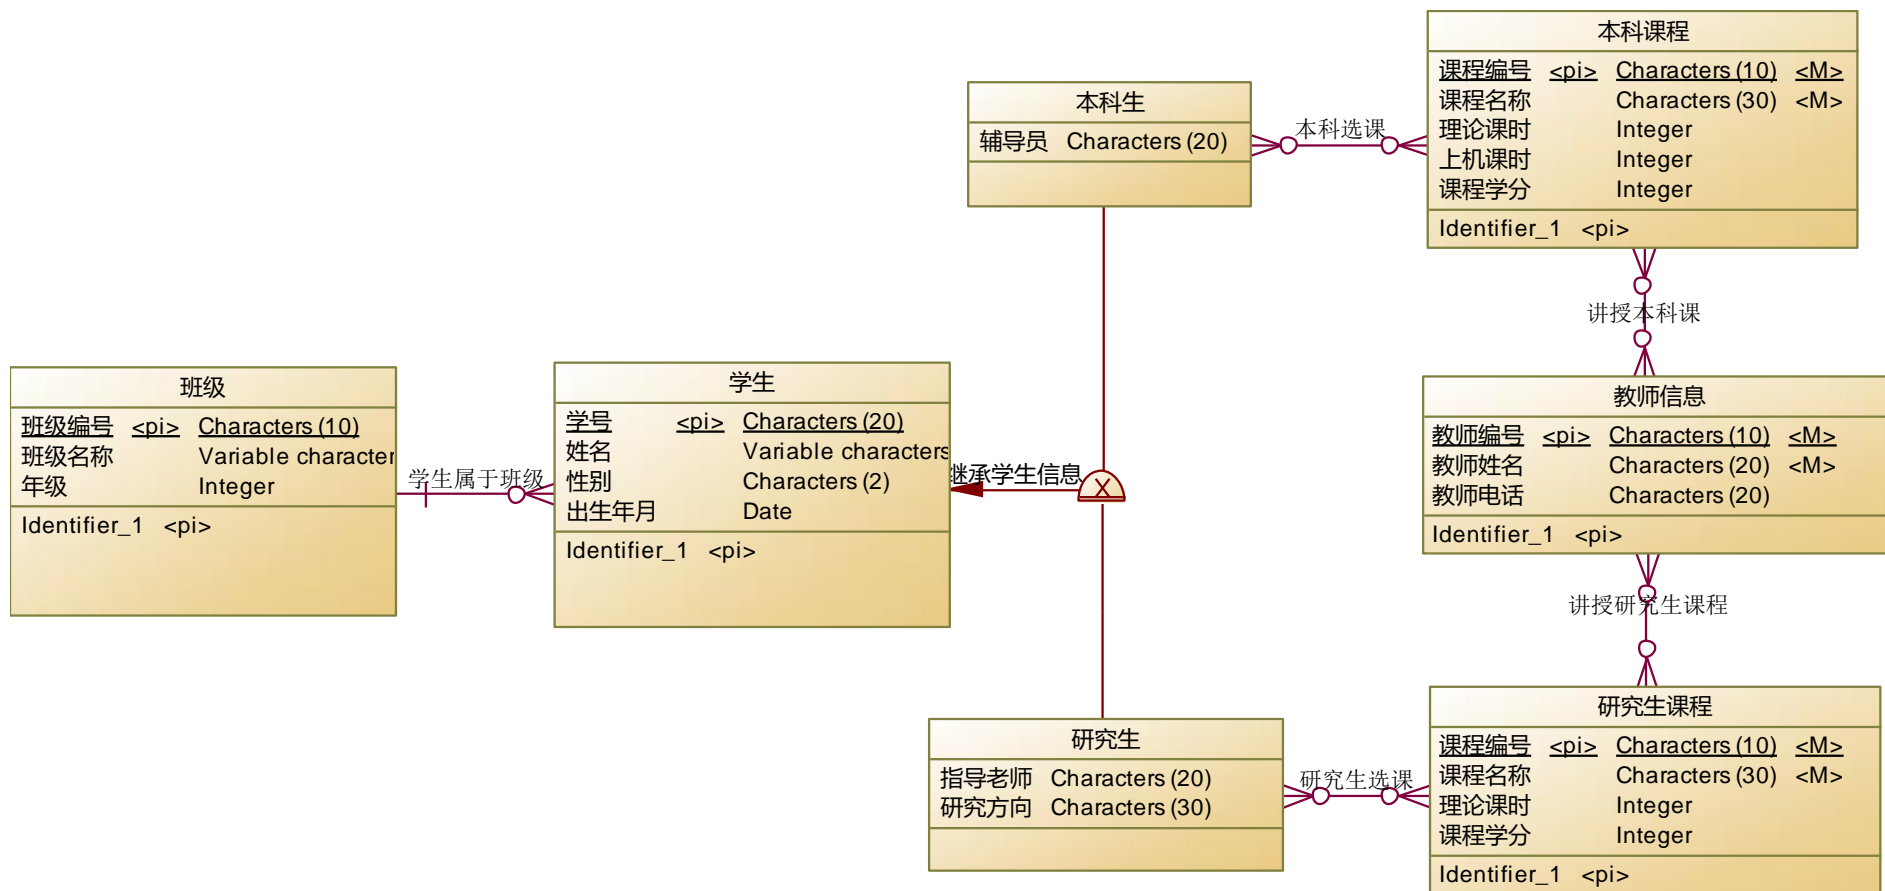 本科课程
课程编号 <pi> Characters (10) <M>
课程名称 Characters (30) <M>
理论课时 Integer
上机课时 Integer
课程学分 Integer
Identifier_1 <pi>
本科生
辅导员 Characters (20)
本科选课
讲授本科课
班级
班级编号 <pi> Characters (10)
班级名称 Variable character
年级 Integer
Identifier_1 <pi>
学生属于班级
学生
学号 <pi> Characters (20)
姓名 Variable characters
性别 Characters (2)
出生年月 Date
Identifier_1 <pi>
继承学生信息
教师信息
教师编号 <pi> Characters (10) <M>
教师姓名 Characters (20) <M>
教师电话 Characters (20)
Identifier_1 <pi>
讲授研究生课程
研究生
指导老师 Characters (20)
研究方向 Characters (30)
研究生选课
研究生课程
课程编号 <pi> Characters (10) <M>
课程名称 Characters (30) <M>
理论课时 Integer
课程学分 Integer
Identifier_1 <pi>